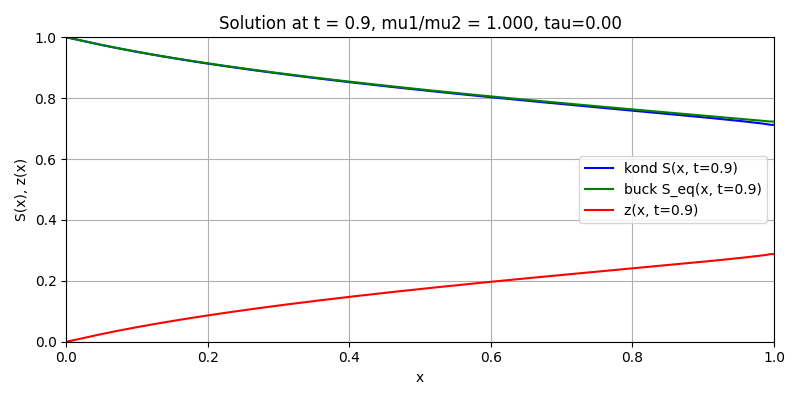 Solution at t = 0.9, mu1/mu2 = 1.000, tau=0.00
S(x), z(x)
1.0
0.8
0.6
0.4
0.2
0.0
kond S(x, t=0.9)
buck S_eq(x, t=0.9)
z(x, t=0.9)
0.0 0.2 0.4 0.6 0.8 1.0
x